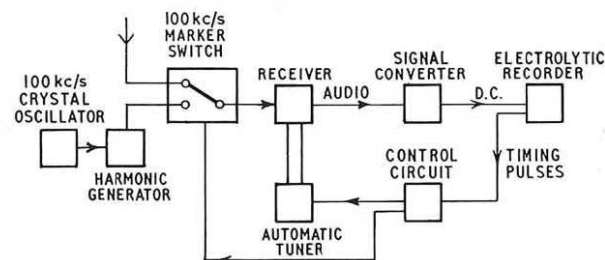 100 kc/s
MARKER
SWITCH
100 kc/s
CRYSTAL
OSCILLATOR
HARMONIC
GENERATOR
RECEIVER
AUDIO
SIGNAL
CONVERTER
D.C.
ELECTROLYTIC
RECORDER
TIMING
PULSES
CONTROL
CIRCUIT
AUTOMATIC
TUNER